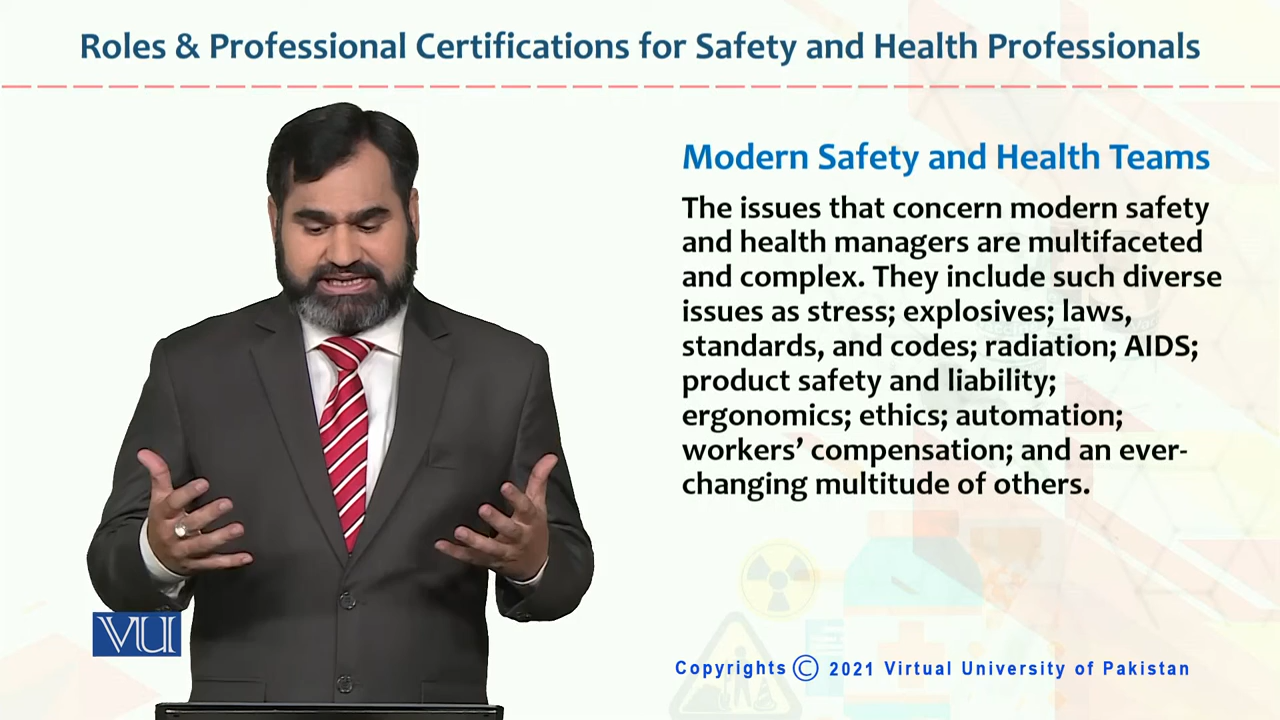 Roles & Professional Certifications for Safety and Health Professionals
Modern Safety and Health Teams
The issues that concern modern safety
and health managers are multifaceted
and complex. They include such diverse
issues as stress; explosives; laws,
standards, and codes; radiation; AIDS;
product safety and liability;
ergonomics; ethics; automation;
workers’ compensation; and an ever-
changing multitude of others.
VU
Copyrights © 2021 Virtual University of Pakistan